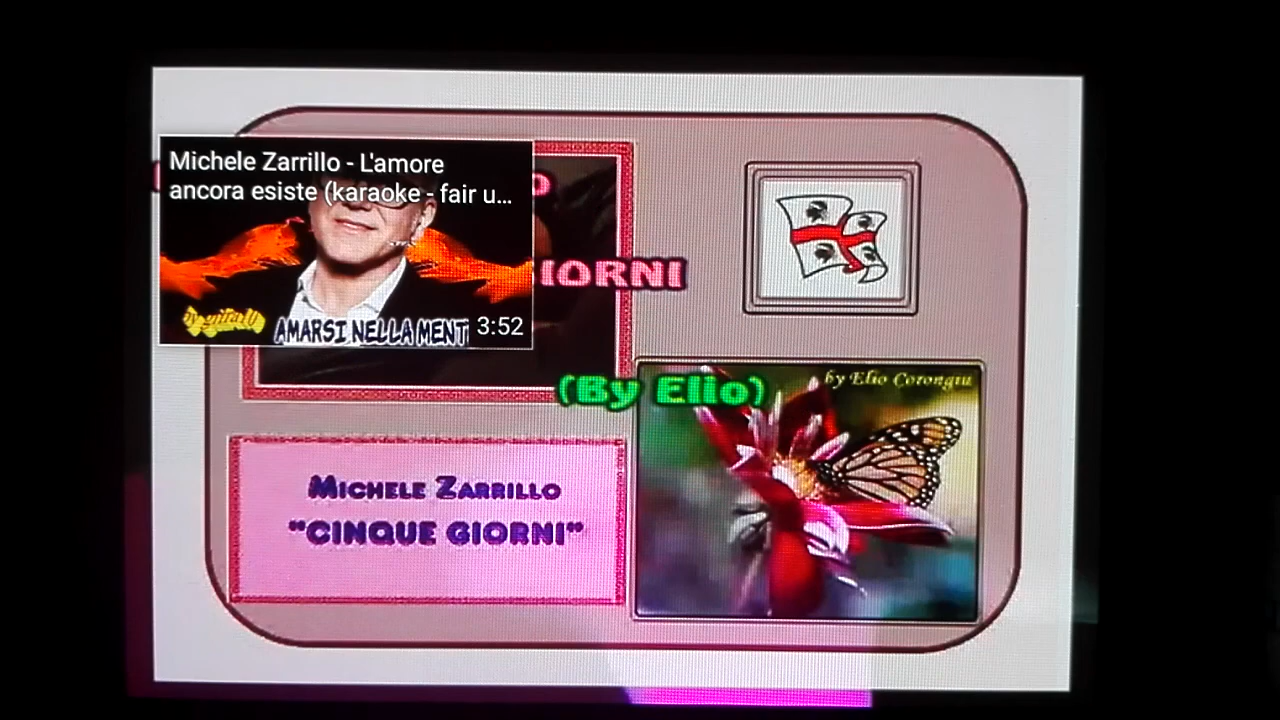 Michele Zarrillo - L'amore
ancora esiste (karaoke - fair u...
AMARSI NELLA MENT
3:52
IORNI
(By Elio)
by Elio Corongiu
MICHELE ZARRILLO
"CINQUE GIORNI"